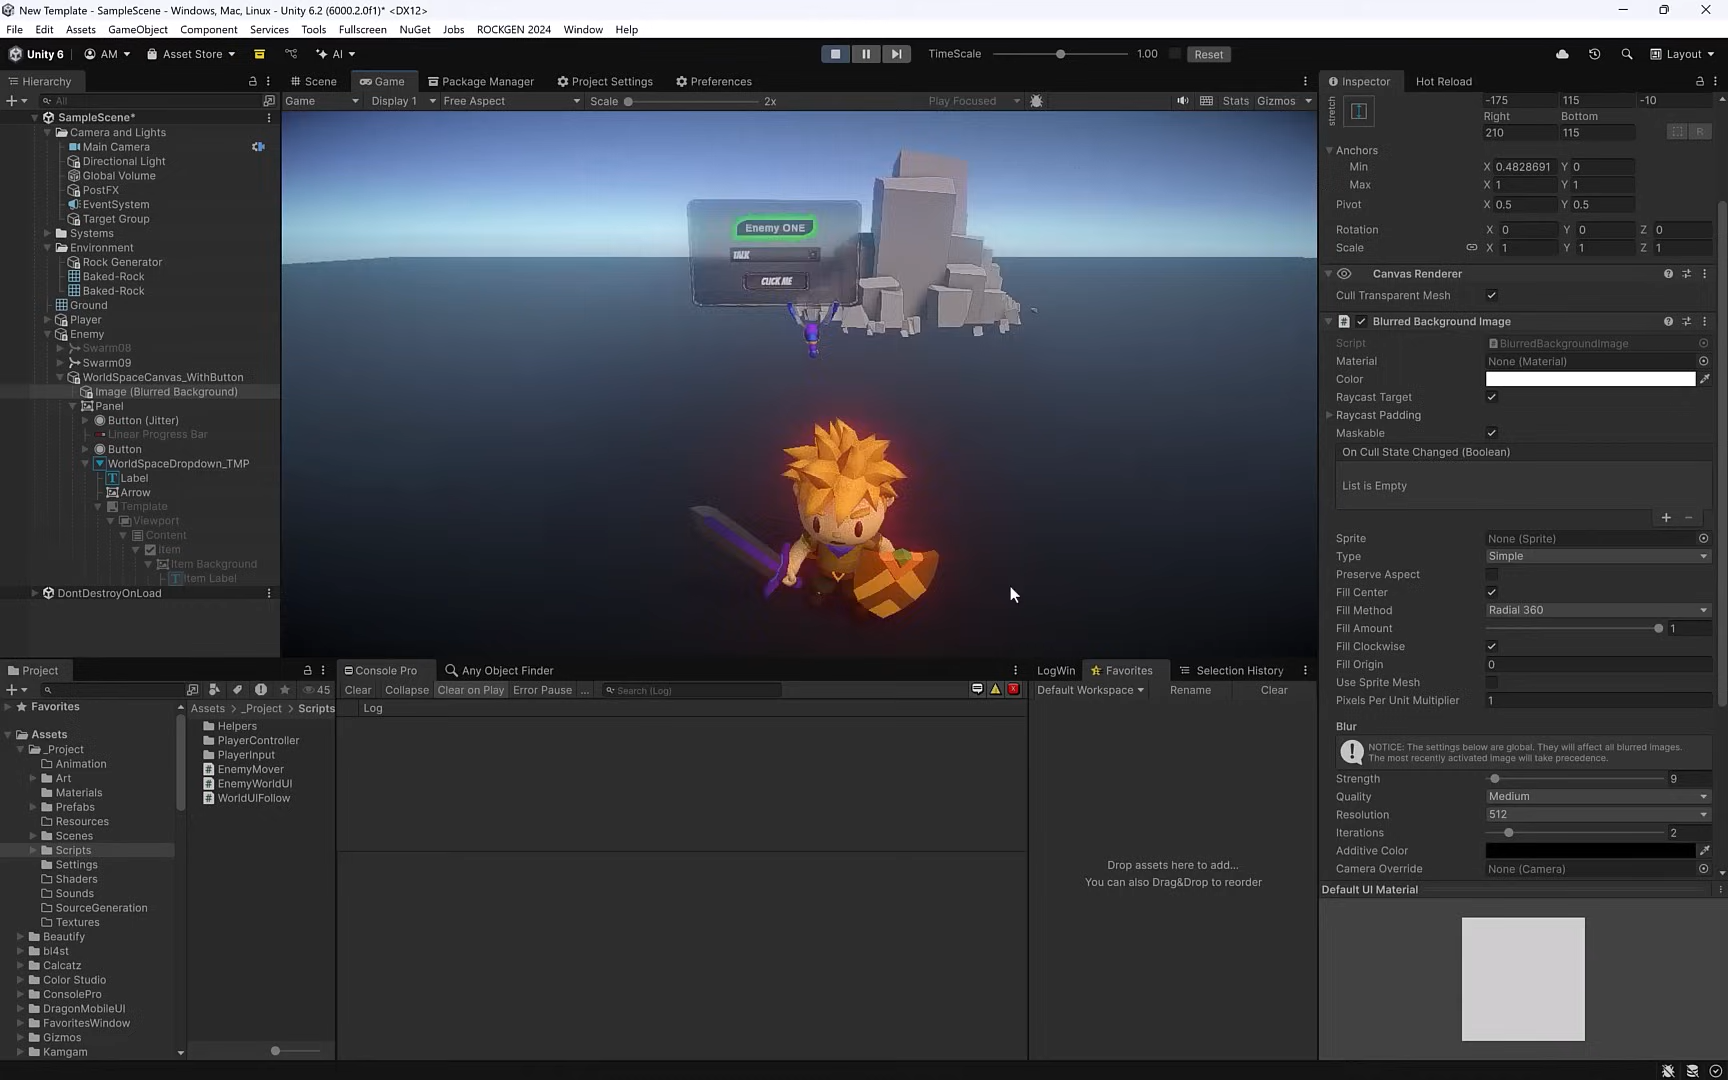 New Template - SampleScene - Windows, Mac, Linux - Unity 6.2 (6000.2.0f1)* <DX12>
File Edit Assets GameObject Component Services Tools Fullscreen NuGet Jobs ROCKGEN 2024 Window Help
Unity 6 AM Asset Store AI TimeScale 1.00 Reset Layout
Hierarchy Scene Game Package Manager Project Settings Preferences Inspector Hot Reload
All Game Display 1 Free Aspect Scale 2x Play Focused Stats Gizmos
SampleScene*
Camera and Lights
Main Camera
Directional Light
Global Volume
PostFX
EventSystem
Target Group
Systems
Environment
Rock Generator
Baked-Rock
Baked-Rock
Ground
Player
Enemy
Swarm08
Swarm09
WorldSpaceCanvas_WithButton
Image (Blurred Background)
Panel
Button (Jitter)
Linear Progress Bar
Button
WorldSpaceDropdown_TMP
Label
Arrow
Template
Viewport
Content
Item
Item Background
Item Label
DontDestroyOnLoad
Enemy ONE
TALK
CLICK ME
stretch
-175 115 -10
Right Bottom
210 115 R
Anchors
Min X 0.4828691 Y 0
Max X 1 Y 1
Pivot X 0.5 Y 0.5
Rotation X 0 Y 0 Z 0
Scale X 1 Y 1 Z 1
Canvas Renderer
Cull Transparent Mesh
Blurred Background Image
Script BlurredBackgroundImage
Material None (Material)
Color
Raycast Target
Raycast Padding
Maskable
On Cull State Changed (Boolean)
List is Empty
Sprite None (Sprite)
Type Simple
Preserve Aspect
Fill Center
Fill Method Radial 360
Fill Amount 1
Fill Clockwise
Fill Origin 0
Use Sprite Mesh
Pixels Per Unit Multiplier 1
Blur
NOTICE: The settings below are global. They will affect all blurred images.
The most recently activated Image will take precedence.
Strength 9
Quality Medium
Resolution 512
Iterations 2
Additive Color
Camera Override None (Camera)
Default UI Material
Project
45
Favorites
Assets
_Project
Animation
Art
Materials
Prefabs
Resources
Scenes
Scripts
Settings
Shaders
Sounds
SourceGeneration
Textures
Beautify
bl4st
Calcatz
Color Studio
ConsolePro
DragonMobileUI
FavoritesWindow
Gizmos
Kamgam
Assets > _Project > Scripts
Helpers
PlayerController
PlayerInput
EnemyMover
EnemyWorldUI
WorldUIFollow
Console Pro Any Object Finder
Clear Collapse Clear on Play Error Pause ... Search (Log)
Log
LogWin Favorites Selection History
Default Workspace Rename Clear
Drop assets here to add...
You can also Drag&Drop to reorder